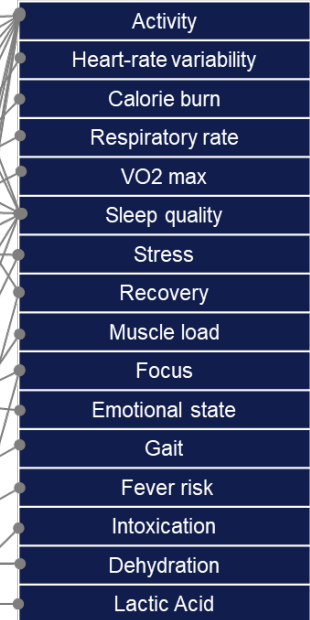 Activity
Heart-rate variability
Calorie burn
Respiratory rate
VO2 max
Sleep quality
Stress
Recovery
Muscle load
Focus
Emotional state
Gait
Fever risk
Intoxication
Dehydration
Lactic Acid